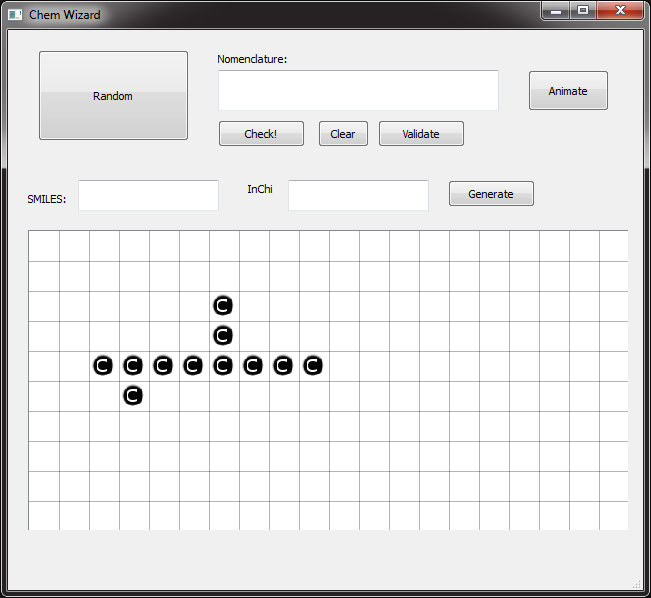 Chem Wizard
Nomenclature:
Random
Animate
Check! Clear Validate
SMILES: InChi Generate
C
C
C C C C C C C C
C